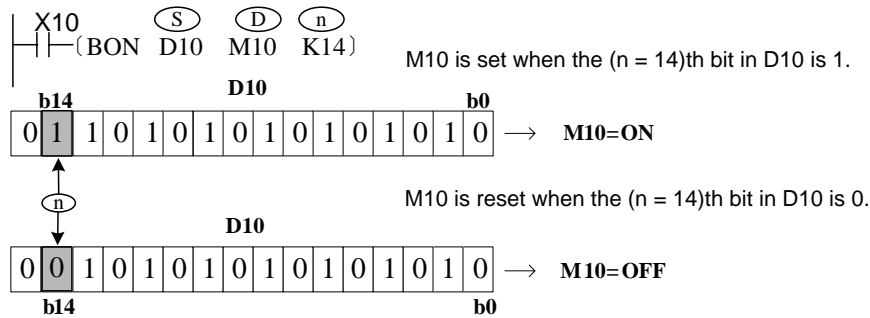 X10 S D n
BON D10 M10 K14
M10 is set when the (n = 14)th bit in D10 is 1.
D10
b14 b0
0 1 1 0 1 0 1 0 1 0 1 0 1 0 1 0 → M10=ON
n
M10 is reset when the (n = 14)th bit in D10 is 0.
D10
0 0 1 0 1 0 1 0 1 0 1 0 1 0 1 0 → M10=OFF
b14 b0